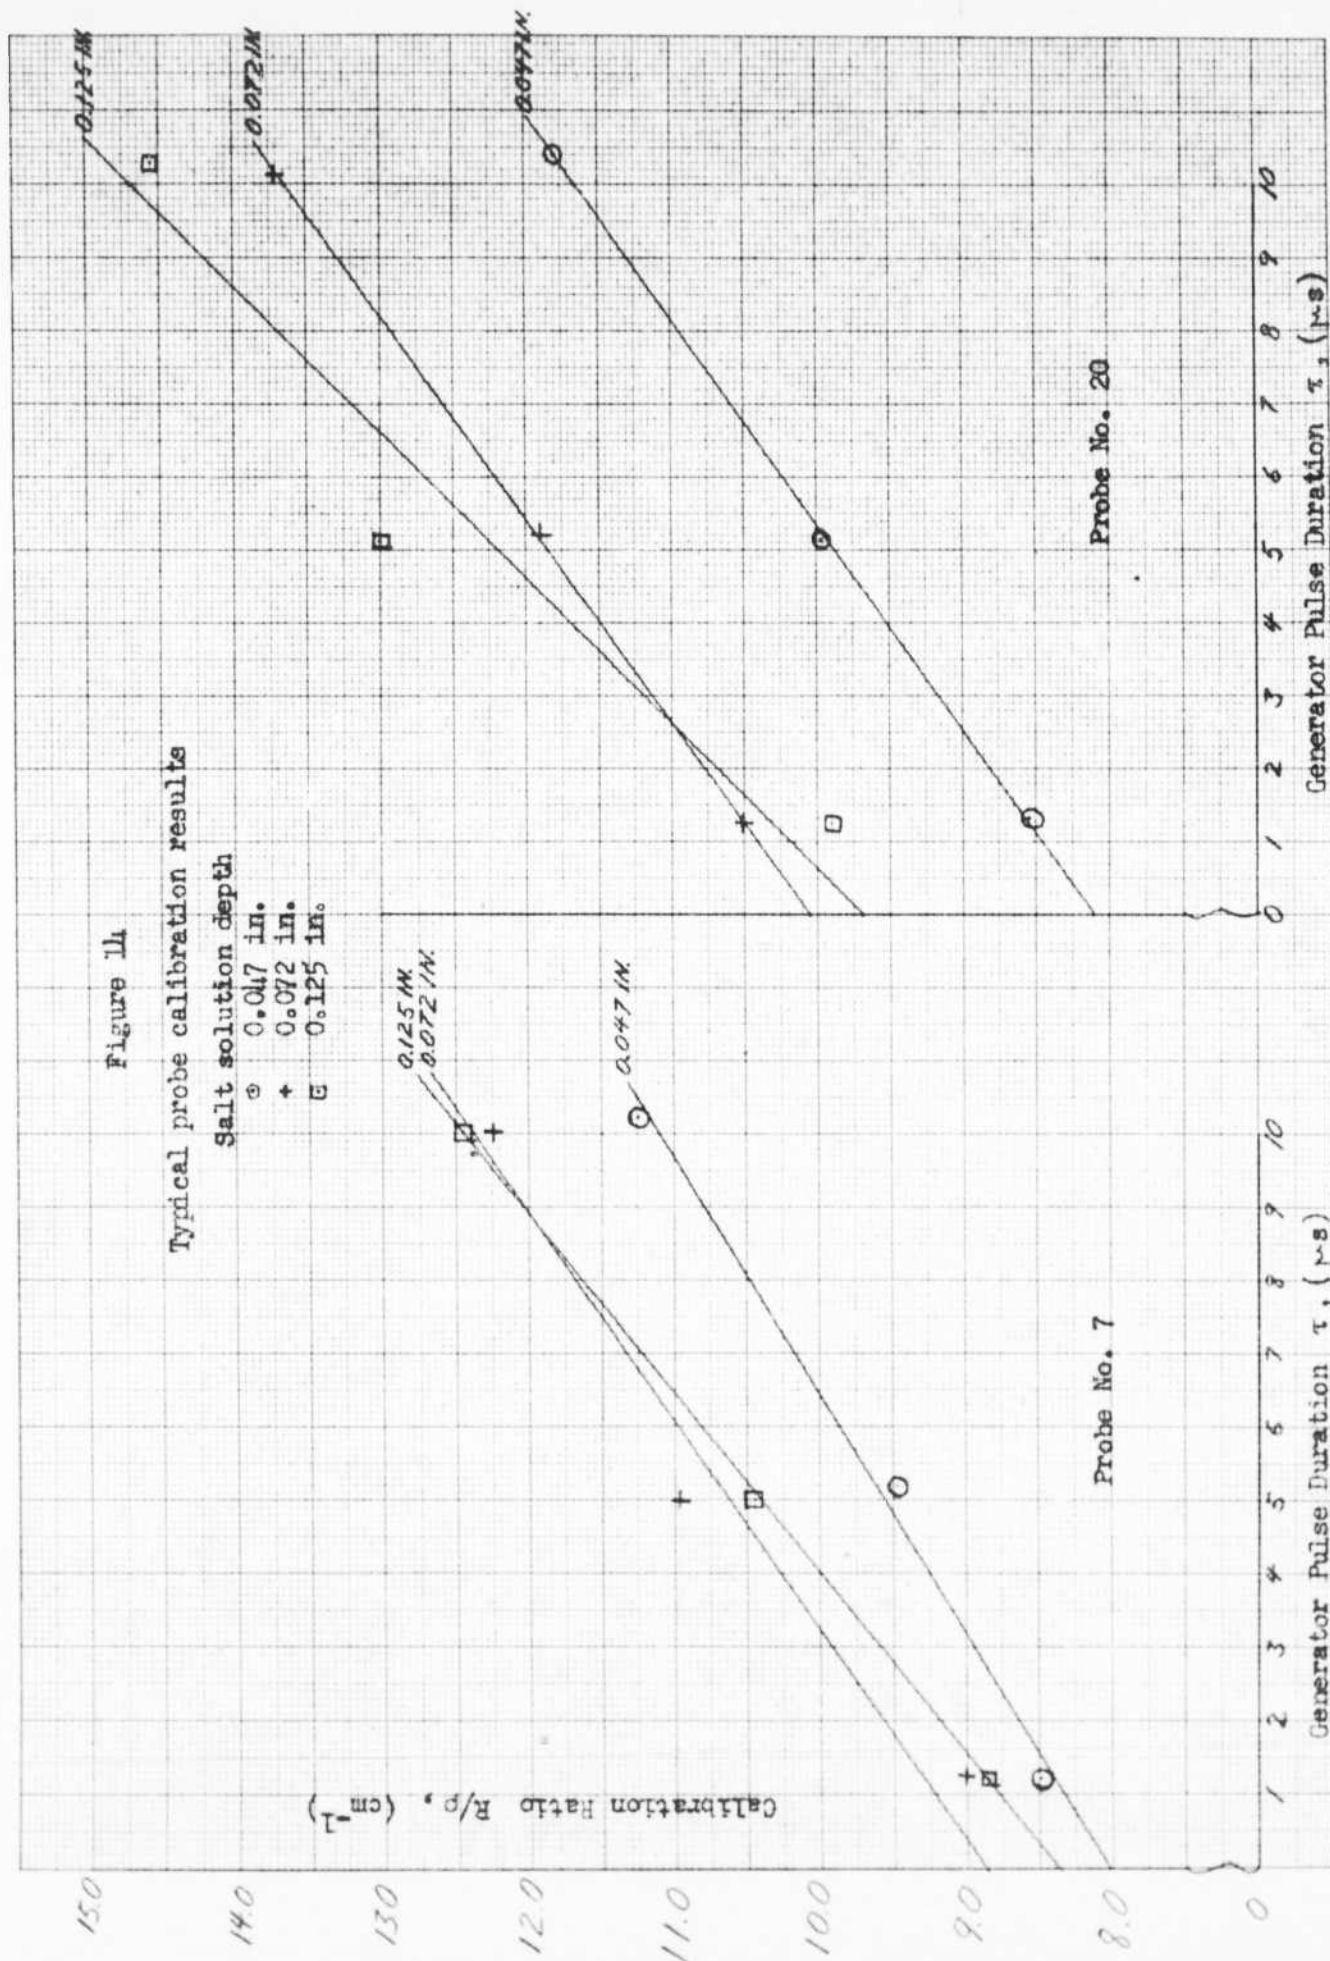 Figure 14
Typical probe calibration results
Salt solution depth
⊙ 0.047 in.
+ 0.072 in.
⊡ 0.125 in.
Calibration Ratio R/ρ, (cm⁻¹)
15.0
14.0
13.0
12.0
11.0
10.0
9.0
8.0
0
0.125 IN.
0.072 IN.
0.047 IN.
Probe No. 7
1 2 3 4 5 6 7 8 9 10
Generator Pulse Duration τ, (μs)
0.125 IN
0.072 IN
0.047 IN.
Probe No. 20
0 1 2 3 4 5 6 7 8 9 10
Generator Pulse Duration τ, (μs)